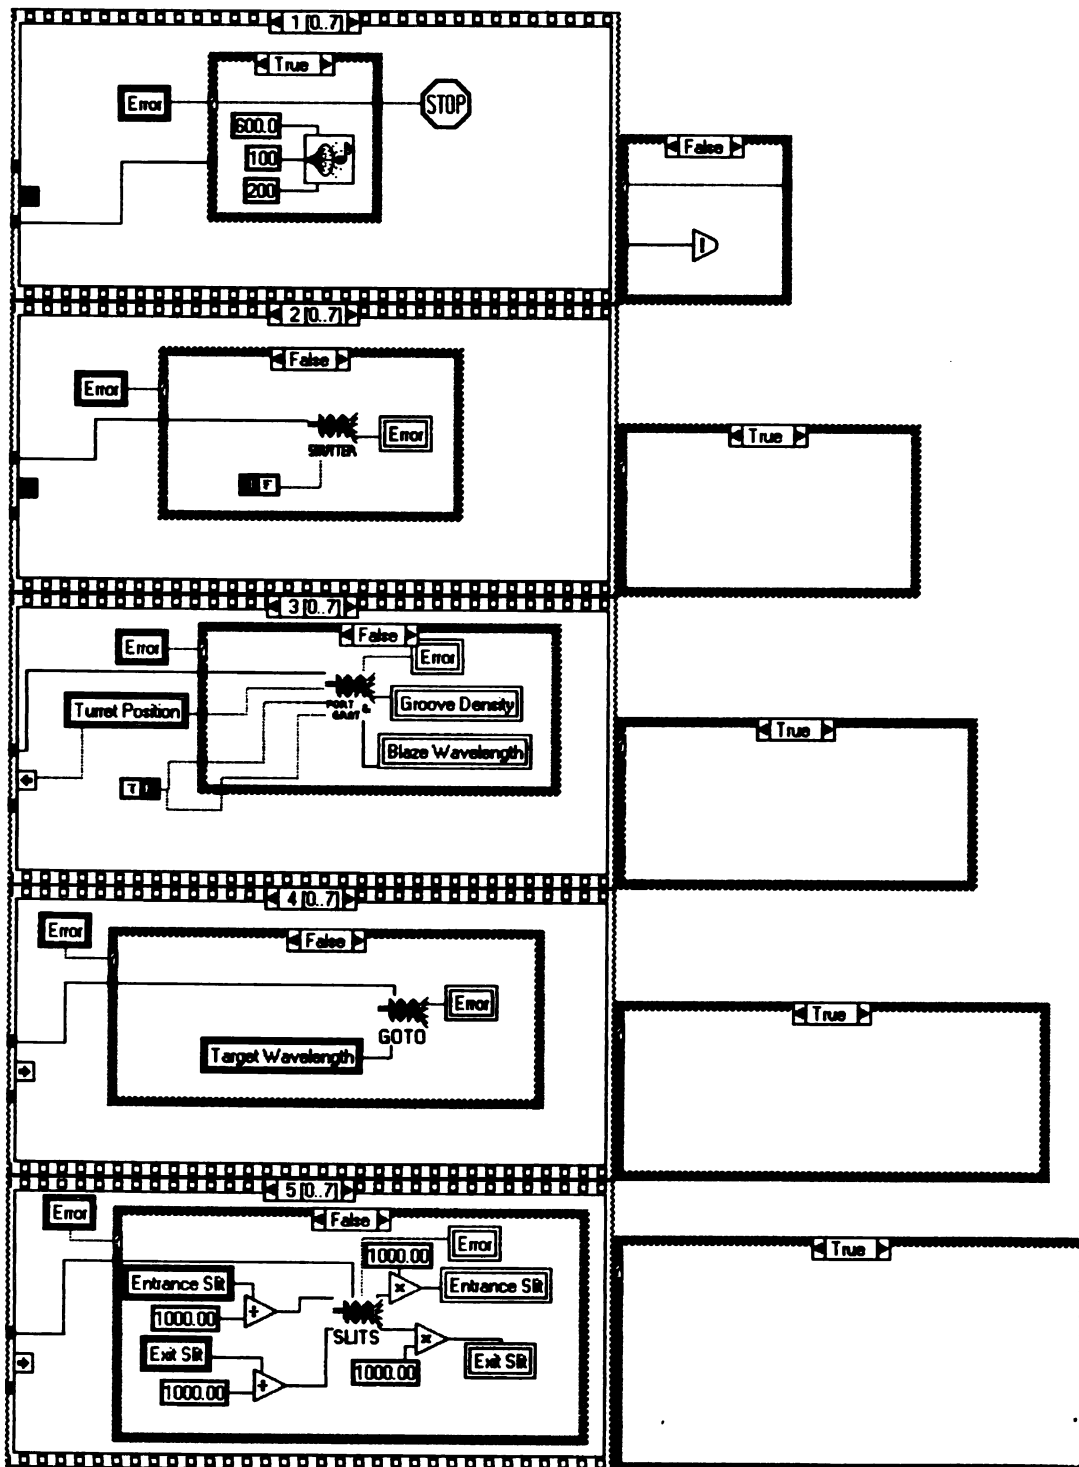 1 [0..7]
True
Error
STOP
600.0
100
200
False
2 [0..7]
False
Error
Error
SHUTTER
F
True
3 [0..7]
False
Error
Error
Turret Position
PORT &
GRAT
Groove Density
Blaze Wavelength
T
True
4 [0..7]
Error
False
Error
GOTO
Target Wavelength
True
5 [0..7]
Error
False
Error
1000.00
Entrance Slit
Entrance Slit
1000.00
SLITS
Exit Slit
Exit Slit
1000.00
1000.00
True